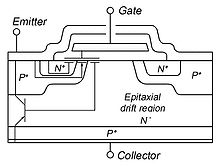 Gate
Emitter
P⁺
N⁺
N⁺
P⁺
Epitaxial
drift region
N⁻
P⁺
Collector